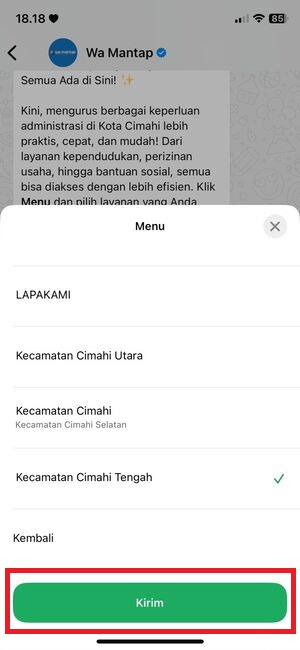 18.18
85
Wa Mantap
Semua Ada di Sini! ✨
Kini, mengurus berbagai keperluan
administrasi di Kota Cimahi lebih
praktis, cepat, dan mudah! Dari
layanan kependudukan, perizinan
usaha, hingga bantuan sosial, semua
bisa diakses dengan lebih efisien. Klik
Menu dan pilih layanan yang Anda
Menu
LAPAKAMI
Kecamatan Cimahi Utara
Kecamatan Cimahi
Kecamatan Cimahi Selatan
Kecamatan Cimahi Tengah
Kembali
Kirim